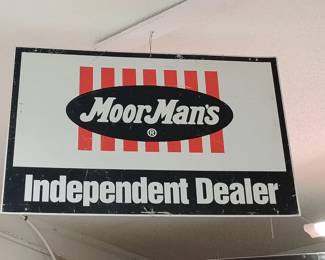 MoorMan's
®
Independent Dealer